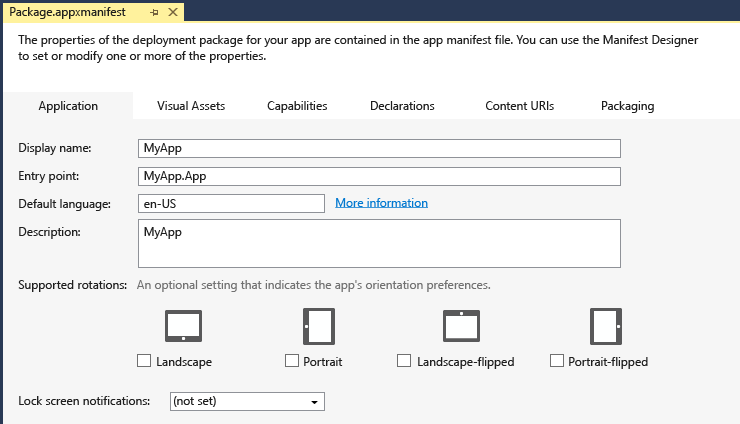 Package.appxmanifest
The properties of the deployment package for your app are contained in the app manifest file. You can use the Manifest Designer
to set or modify one or more of the properties.
Application Visual Assets Capabilities Declarations Content URIs Packaging
Display name: MyApp
Entry point: MyApp.App
Default language: en-US More information
Description: MyApp
Supported rotations: An optional setting that indicates the app's orientation preferences.
Landscape Portrait Landscape-flipped Portrait-flipped
Lock screen notifications: (not set)